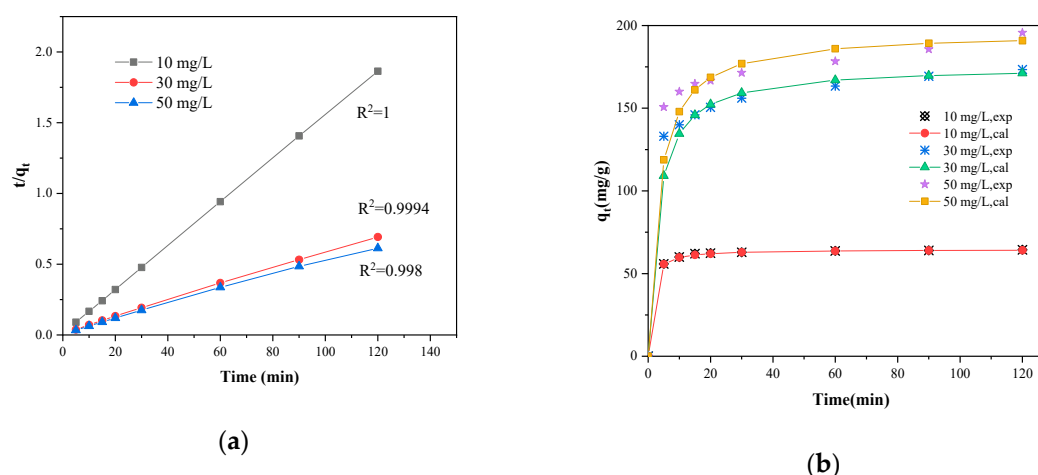 2.0
1.5
1.0
0.5
0.0
t/qt
10 mg/L
30 mg/L
50 mg/L
R²=1
R²=0.9994
R²=0.998
0 20 40 60 80 100 120 140
Time (min)
(a)
200
150
100
50
0
qt(mg/g)
10 mg/L,exp
10 mg/L,cal
30 mg/L,exp
30 mg/L,cal
50 mg/L,exp
50 mg/L,cal
0 20 40 60 80 100 120
Time(min)
(b)